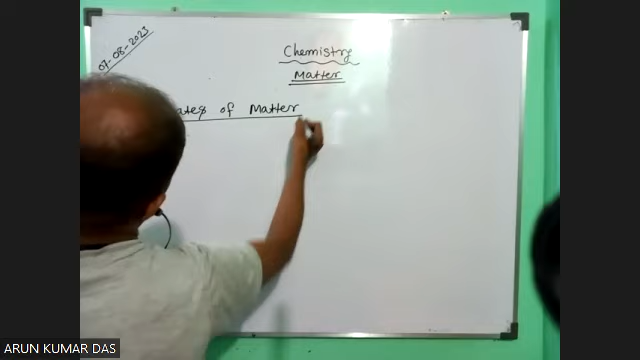 07-08-2023
Chemistry
Matter
ates of Matter
ARUN KUMAR DAS